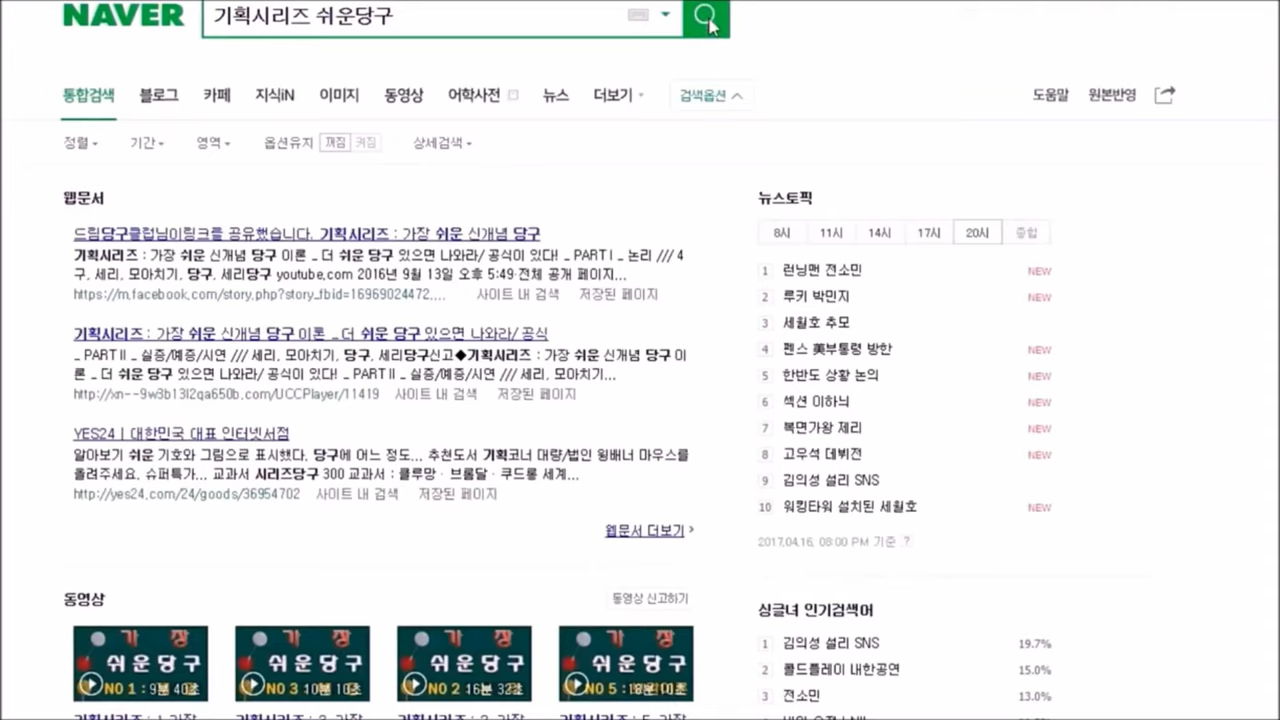 NAVER
기획시리즈 쉬운당구
통합검색 블로그 카페 지식iN 이미지 동영상 어학사전 뉴스 더보기 검색옵션
도움말 원본반영
정렬 기간 영역 옵션유지 꺼짐 켜짐 상세검색
웹문서
드림당구클럽님이링크를 공유했습니다. 기획시리즈 : 가장 쉬운 신개념 당구
기획시리즈 : 가장 쉬운 신개념 당구 이론 _ 더 쉬운 당구 있으면 나와라/ 공식이 있다! _ PART I _ 논리 /// 4
구, 세리, 모아치기, 당구, 세리당구 youtube.com 2016년 9월 13일 오후 5:49·전체 공개 페이지...
https://m.facebook.com/story.php?story_fbid=16969024472... 사이트 내 검색 저장된 페이지
기획시리즈 : 가장 쉬운 신개념 당구 이론 _ 더 쉬운 당구 있으면 나와라/ 공식
_ PART II _ 실증/예증/시연 /// 세리, 모아치기, 당구, 세리당구신고◆기획시리즈 : 가장 쉬운 신개념 당구 이
론 _ 더 쉬운 당구 있으면 나와라/ 공식이 있다! _ PART II _ 실증/예증/시연 /// 세리, 모아치기...
http://xn--9w3b13l2qa650b.com/UCCPlayer/11419 사이트 내 검색 저장된 페이지
YES24 | 대한민국 대표 인터넷서점
알아보기 쉬운 기호와 그림으로 표시했다. 당구에 어느 정도... 추천도서 기획코너 대량/법인 윙배너 마우스를
올려주세요. 슈퍼특가... 교과서 시리즈당구 300 교과서 : 클루망 · 브롬달 · 쿠드롱 세계...
http://yes24.com/24/goods/36954702 사이트 내 검색 저장된 페이지
웹문서 더보기
동영상
동영상 신고하기
가 장 가 장 가 장 가 장
쉬운당구 쉬운당구 쉬운당구 쉬운당구
NO 1 : 9분 40초 NO 3 10분 10초 NO 2 16분 NO 5 :
뉴스토픽
8시 11시 14시 17시 20시 종합
1 런닝맨 전소민 NEW
2 루키 박민지 NEW
3 세월호 추모
4 펜스 美부통령 방한 NEW
5 한반도 상황 논의 NEW
6 섹션 이하늬 NEW
7 복면가왕 제리 NEW
8 고우석 데뷔전 NEW
9 김의성 설리 SNS
10 워킹타워 설치된 세월호 NEW
2017.04.16. 08:00 PM 기준 ?
싱글녀 인기검색어
1 김의성 설리 SNS 19.7%
2 콜드플레이 내한공연 15.0%
3 전소민 13.0%